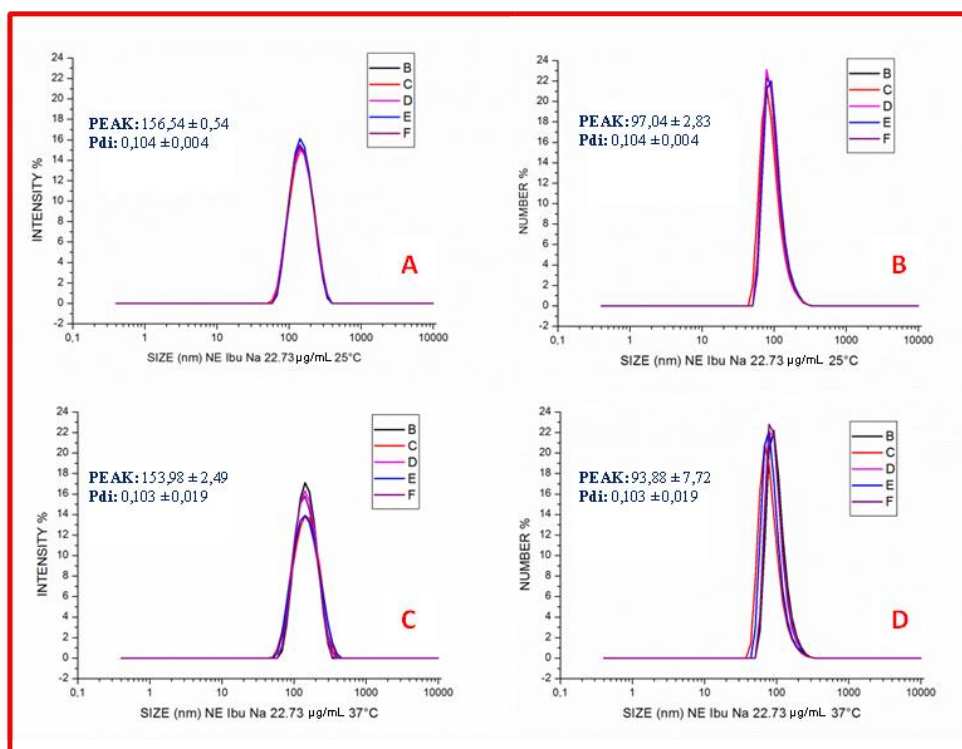 24
22
20
18
16
14
12
10
8
6
4
2
0
-2
INTENSITY %
PEAK: 156,54 ± 0,54
Pdi: 0,104 ±0,004
B
C
D
E
F
A
0,1
1
10
100
1000
10000
SIZE (nm) NE Ibu Na 22.73 µg/mL 25°C
24
22
20
18
16
14
12
10
8
6
4
2
0
-2
NUMBER %
PEAK: 97,04 ± 2,83
Pdi: 0,104 ± 0,004
B
C
D
E
F
B
0,1
1
10
100
1000
10000
SIZE (nm) NE Ibu Na 22.73 µg/mL 25°C
24
22
20
18
16
14
12
10
8
6
4
2
0
-2
INTENSITY %
PEAK: 153,98 ± 2,49
Pdi: 0,103 ±0,019
B
C
D
E
F
C
0,1
1
10
100
1000
10000
SIZE (nm) NE Ibu Na 22.73 µg/mL 37°C
24
22
20
18
16
14
12
10
8
6
4
2
0
-2
NUMBER %
PEAK: 93,88 ± 7,72
Pdi: 0,103 ±0,019
B
C
D
E
F
D
0,1
1
10
100
1000
10000
SIZE (nm) NE Ibu Na 22.73 µg/mL 37°C